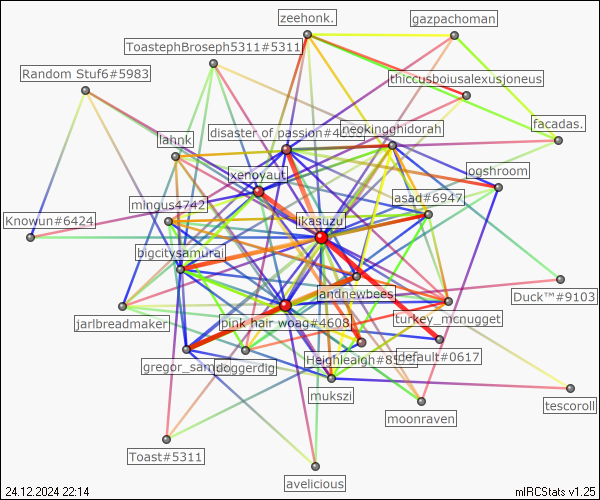 zeehonk.
gazpachoman
ToastephBroseph5311#5311
Random Stuf6#5983
thiccusboiusalexusjoneus
facadas.
disaster of passion#4
neokingghidorah
lahnk
xenoyaut
ogshroom
asad#6947
mingus4742
Knowun#6424
ikasuzu
bigcitysamurai
andnewbees
Duck™#9103
jarlbreadmaker
pink hair woag#4608
turkey_mcnugget
gregor_samsa
doggerdig
Heighleaigh#8
default#0617
mukszi
moonraven
tescoroll
Toast#5311
avelicious
24.12.2024 22:14
mIRCStats v1.25